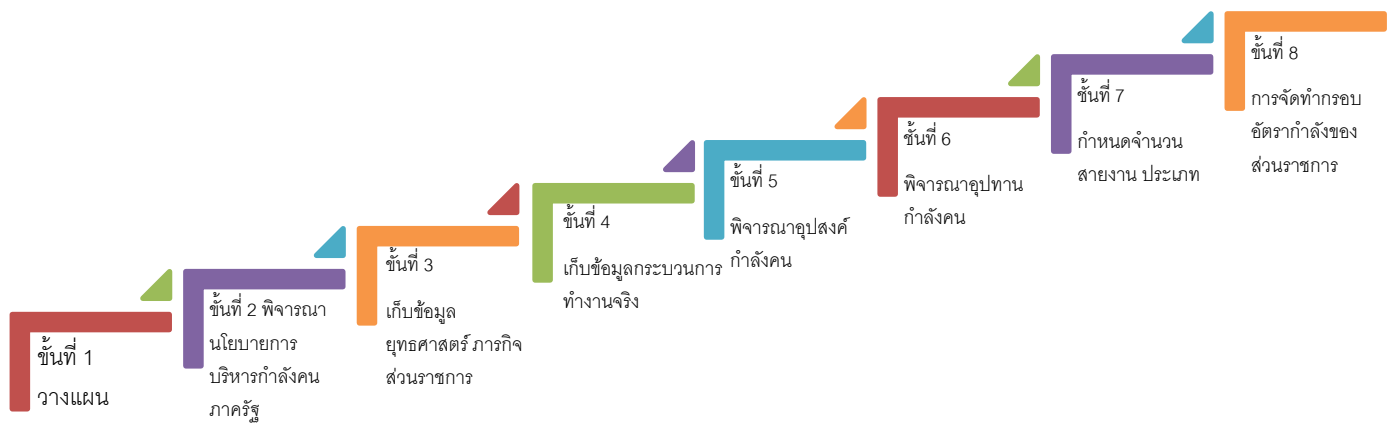 ขั้นที่ 1
วางแผน
ขั้นที่ 2 พิจารณา
นโยบายการ
บริหารกำลังคน
ภาครัฐ
ขั้นที่ 3
เก็บข้อมูล
ยุทธศาสตร์ ภารกิจ
ส่วนราชการ
ขั้นที่ 4
เก็บข้อมูลกระบวนการ
ทำงานจริง
ขั้นที่ 5
พิจารณาอุปสงค์
กำลังคน
ชั้นที่ 6
พิจารณาอุปทาน
กำลังคน
ชั้นที่ 7
กำหนดจำนวน
สายงาน ประเภท
ขั้นที่ 8
การจัดทำกรอบ
อัตรากำลังของ
ส่วนราชการ